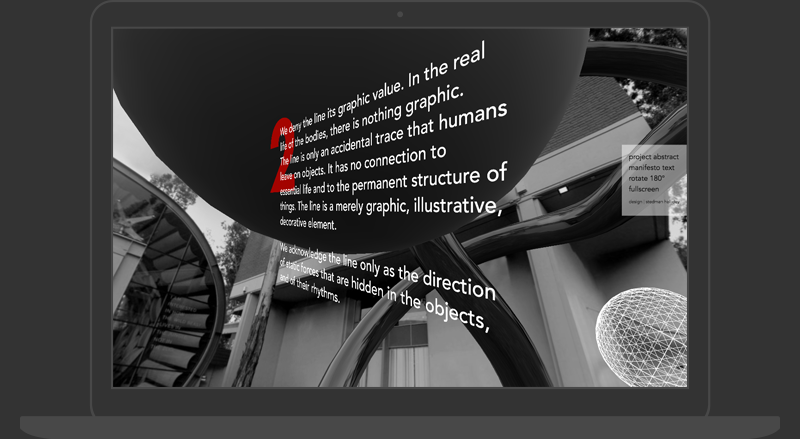 2
We deny the line its graphic value. In the real
life of the bodies, there is nothing graphic.
The line is only an accidental trace that humans
leave on objects. It has no connection to
essential life and to the permanent structure of
things. The line is a merely graphic, illustrative,
decorative element.
We acknowledge the line only as the direction
of static forces that are hidden in the objects,
and of their rhythms.
project abstract
manifesto text
rotate 180°
fullscreen